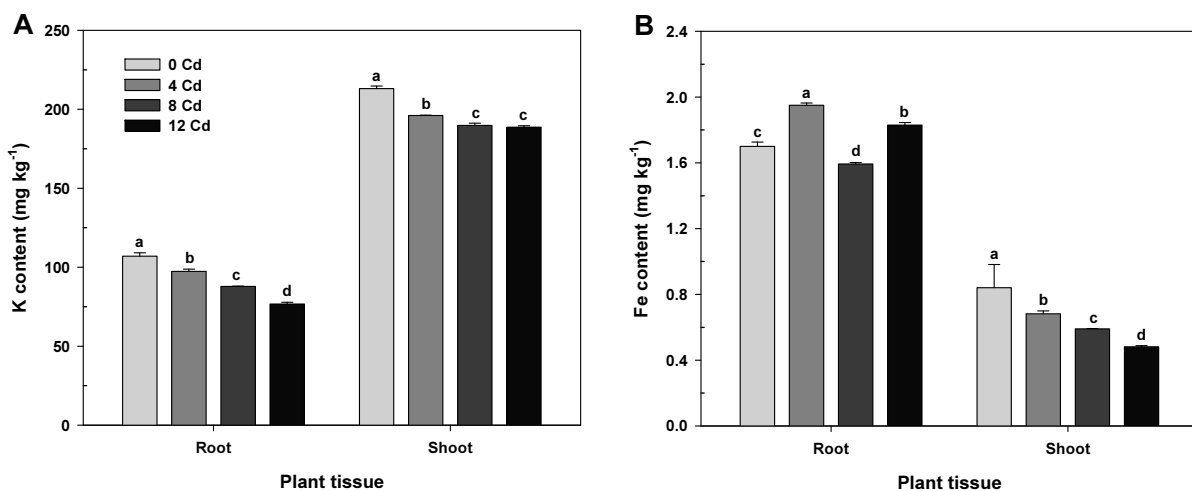 A
K content (mg kg⁻¹)
250
200
150
100
50
0
0 Cd
4 Cd
8 Cd
12 Cd
a
b
c
d
a
b
c
c
Root
Shoot
Plant tissue
B
Fe content (mg kg⁻¹)
2.4
2.0
1.6
1.2
0.8
0.4
0.0
c
a
d
b
a
b
c
d
Root
Shoot
Plant tissue